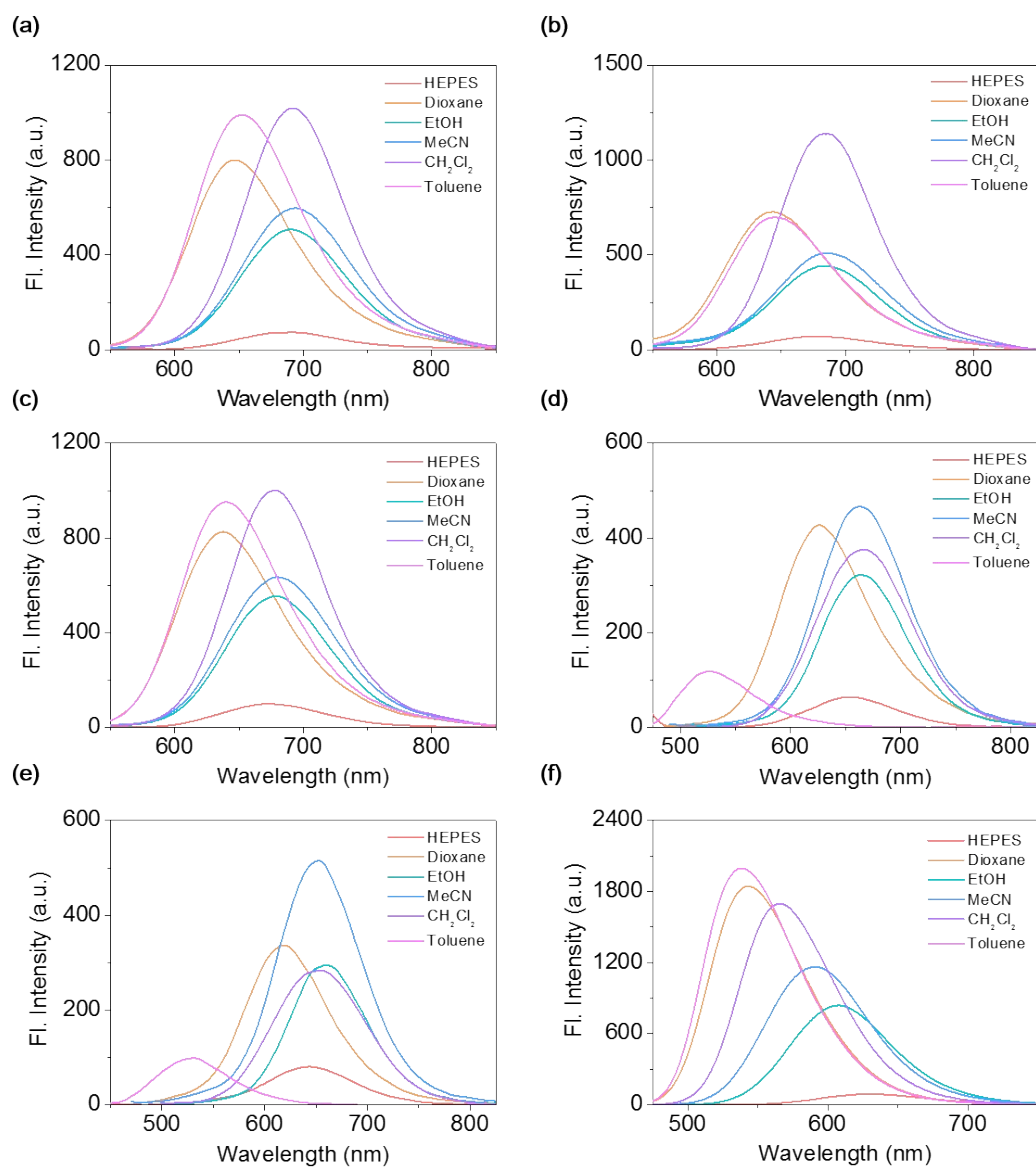 (a)
1200
800
400
0
600
700
800
Fl. Intensity (a.u.)
Wavelength (nm)
HEPES
Dioxane
EtOH
MeCN
CH₂Cl₂
Toluene
(b)
1500
1000
500
0
600
700
800
Fl. Intensity (a.u.)
Wavelength (nm)
HEPES
Dioxane
EtOH
MeCN
CH₂Cl₂
Toluene
(c)
1200
800
400
0
600
700
800
Fl. Intensity (a.u.)
Wavelength (nm)
HEPES
Dioxane
EtOH
MeCN
CH₂Cl₂
Toluene
(d)
600
400
200
0
500
600
700
800
Fl. Intensity (a.u.)
Wavelength (nm)
HEPES
Dioxane
EtOH
MeCN
CH₂Cl₂
Toluene
(e)
600
400
200
0
500
600
700
800
Fl. Intensity (a.u.)
Wavelength (nm)
HEPES
Dioxane
EtOH
MeCN
CH₂Cl₂
Toluene
(f)
2400
1800
1200
600
0
500
600
700
Fl. Intensity (a.u.)
Wavelength (nm)
HEPES
Dioxane
EtOH
MeCN
CH₂Cl₂
Toluene